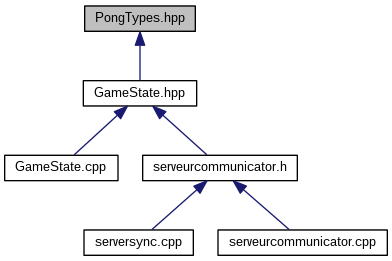 PongTypes.hpp
GameState.hpp
GameState.cpp
serveurcommunicator.h
serversync.cpp
serveurcommunicator.cpp